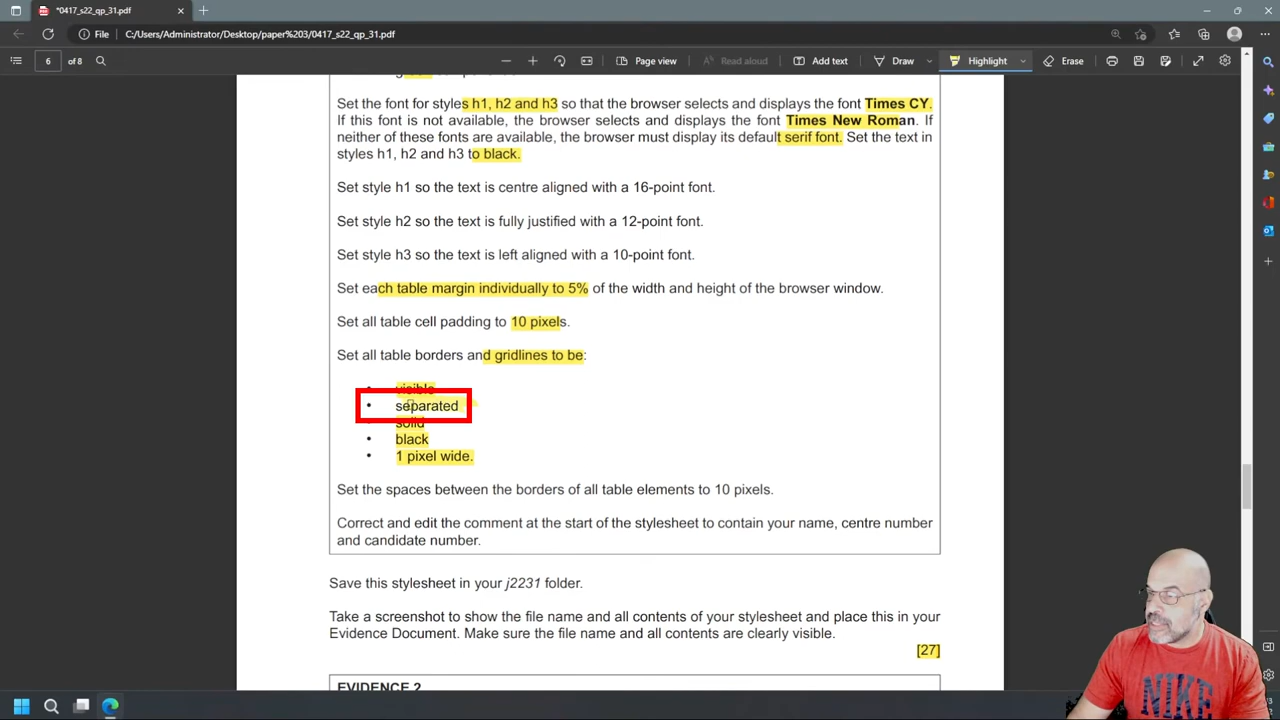 *0417_s22_qp_31.pdf
File C:/Users/Administrator/Desktop/paper%203/0417_s22_qp_31.pdf
6 of 8 Page view Read aloud Add text Draw Highlight Erase
Set the font for styles h1, h2 and h3 so that the browser selects and displays the font Times CY.
If this font is not available, the browser selects and displays the font Times New Roman. If
neither of these fonts are available, the browser must display its default serif font. Set the text in
styles h1, h2 and h3 to black.
Set style h1 so the text is centre aligned with a 16-point font.
Set style h2 so the text is fully justified with a 12-point font.
Set style h3 so the text is left aligned with a 10-point font.
Set each table margin individually to 5% of the width and height of the browser window.
Set all table cell padding to 10 pixels.
Set all table borders and gridlines to be:
• visible
• separated
solid
• black
• 1 pixel wide.
Set the spaces between the borders of all table elements to 10 pixels.
Correct and edit the comment at the start of the stylesheet to contain your name, centre number
and candidate number.
Save this stylesheet in your j2231 folder.
Take a screenshot to show the file name and all contents of your stylesheet and place this in your
Evidence Document. Make sure the file name and all contents are clearly visible.
[27]
EVIDENCE 2
NIKE